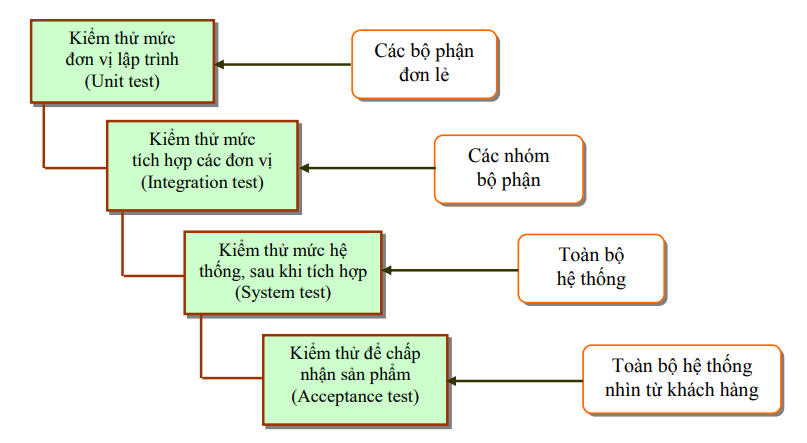 Kiểm thử mức
đơn vị lập trình
(Unit test)
Các bộ phận
đơn lẻ
Kiểm thử mức
tích hợp các đơn vị
(Integration test)
Các nhóm
bộ phận
Kiểm thử mức hệ
thống, sau khi tích hợp
(System test)
Toàn bộ
hệ thống
Kiểm thử để chấp
nhận sản phẩm
(Acceptance test)
Toàn bộ hệ thống
nhìn từ khách hàng